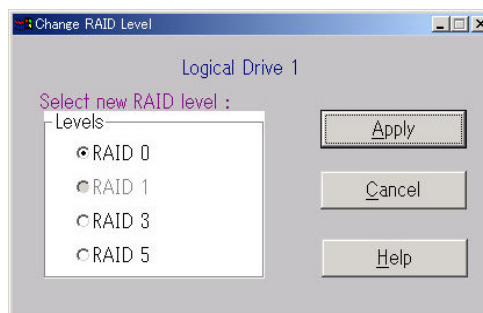 Change RAID Level
Logical Drive 1
Select new RAID level :
Levels
RAID 0
RAID 1
RAID 3
RAID 5
Apply
Cancel
Help